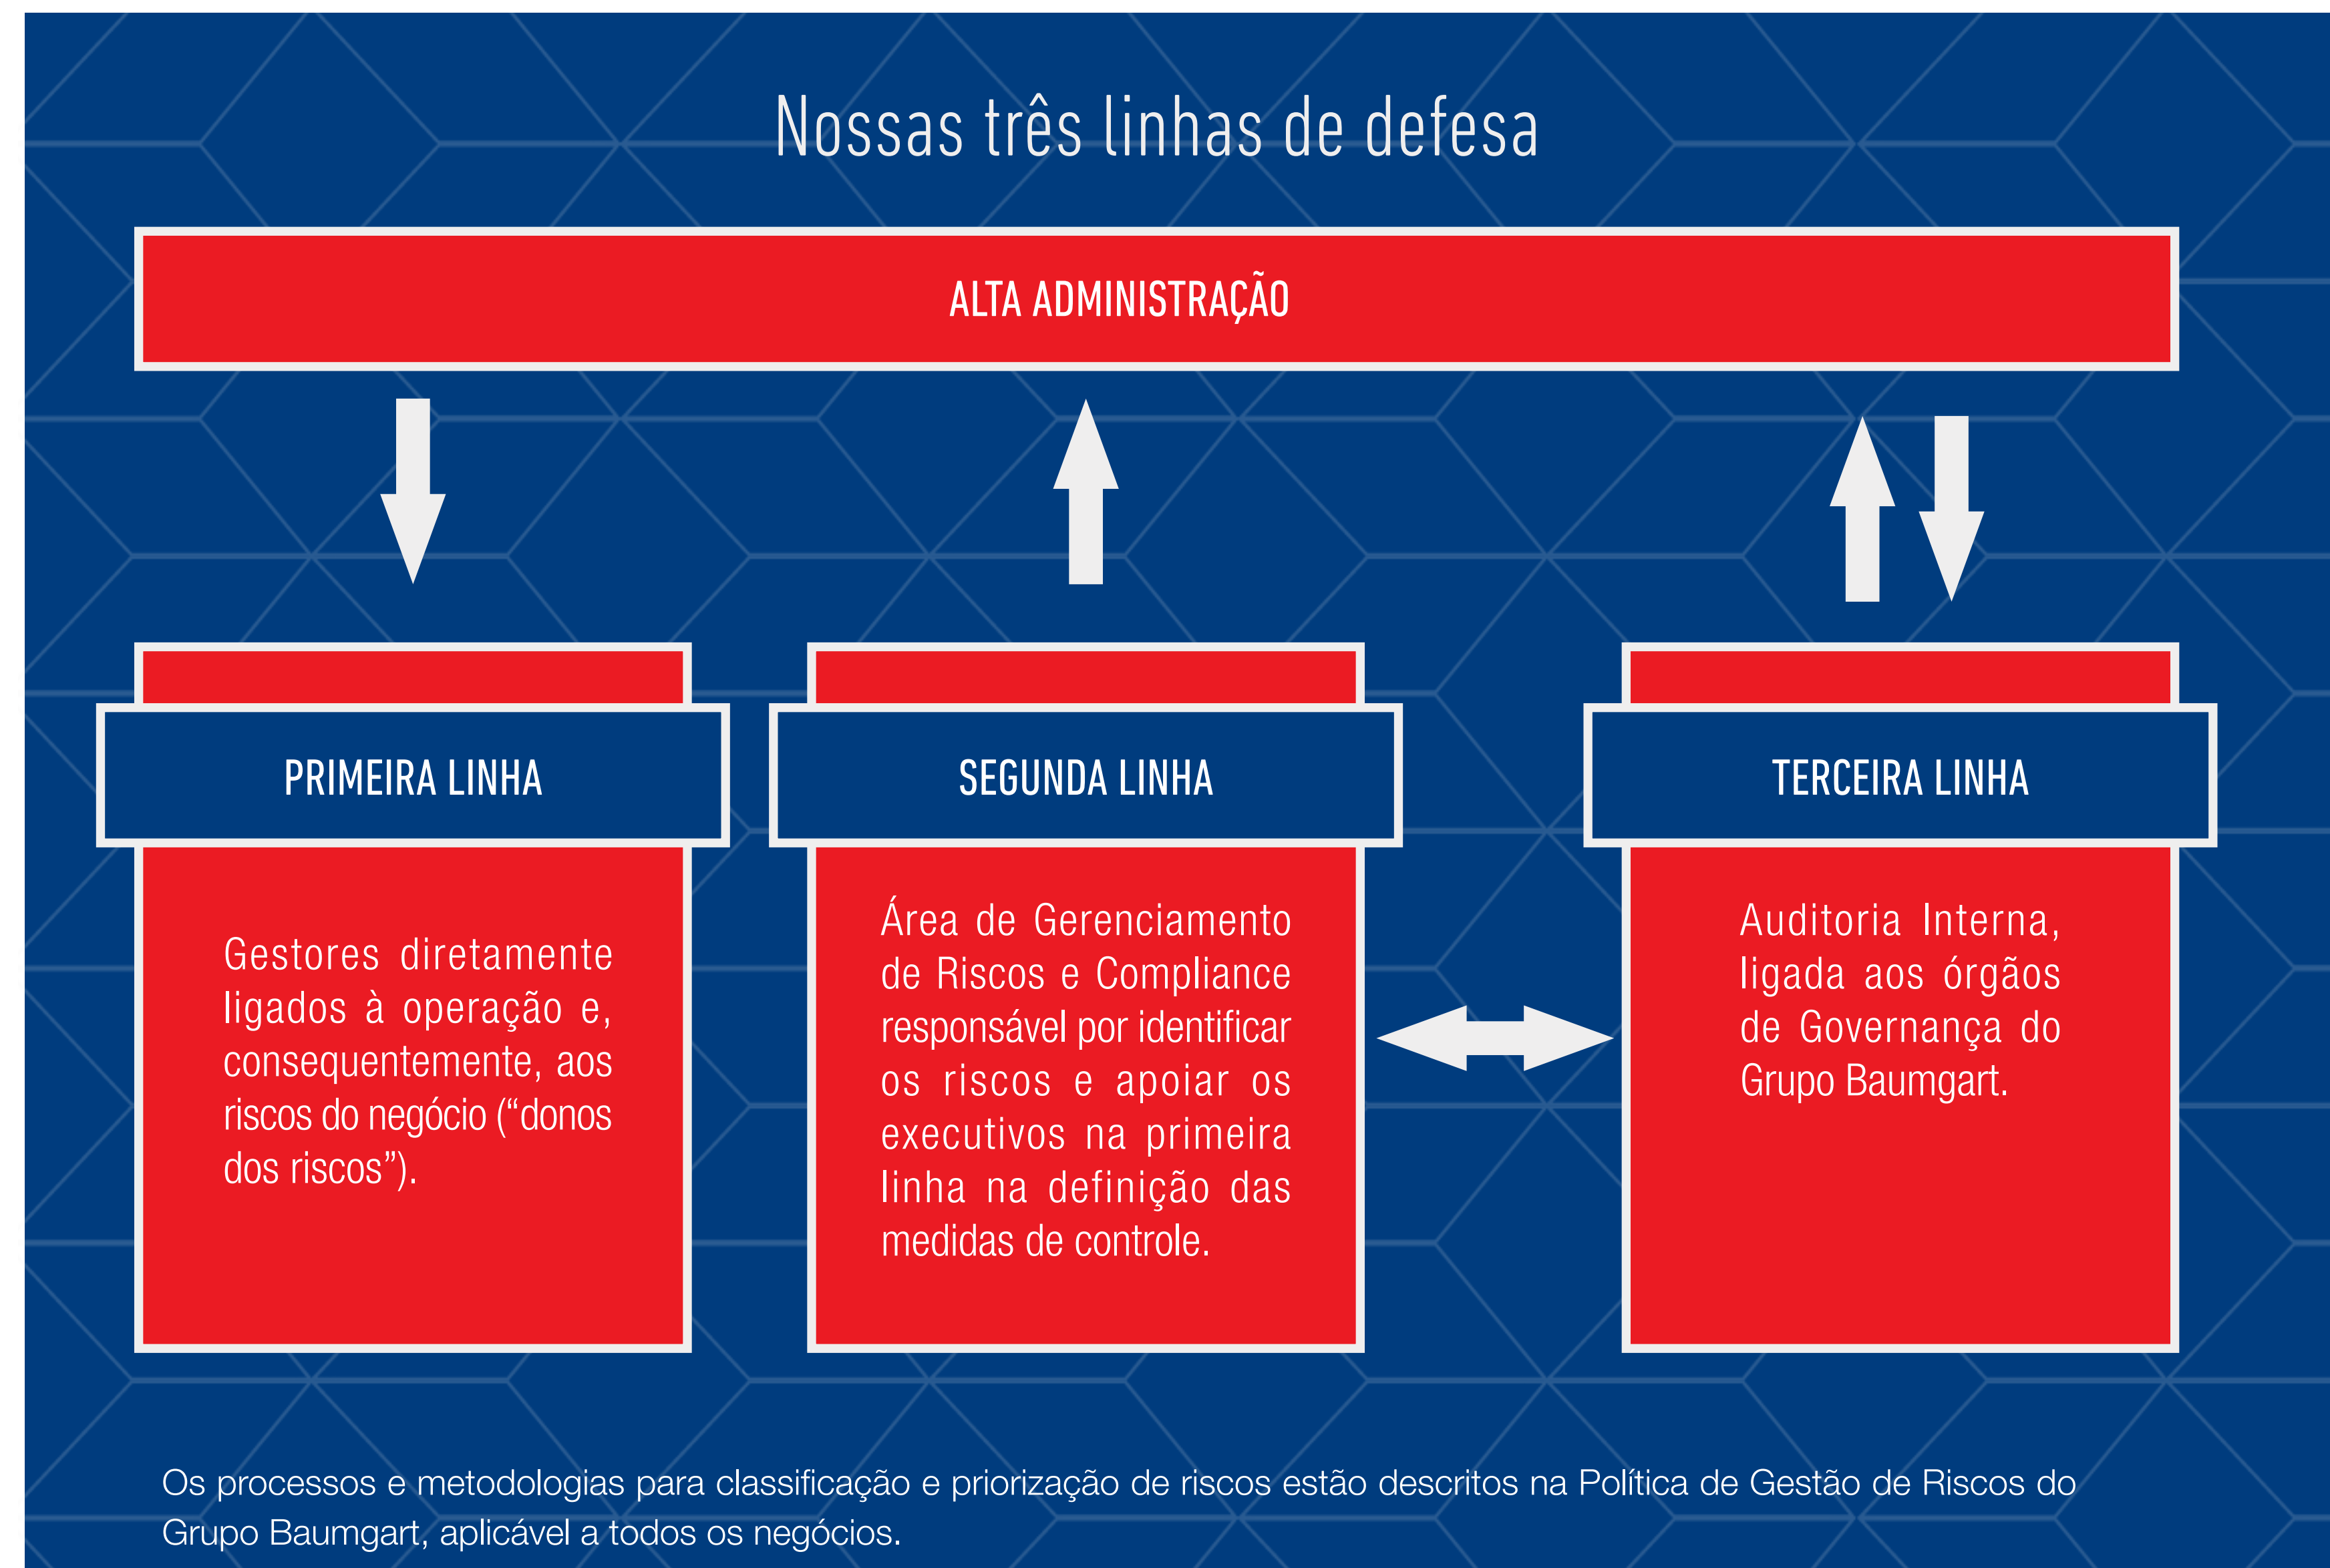 Nossas três linhas de defesa
ALTA ADMINISTRAÇÃO
PRIMEIRA LINHA
Gestores diretamente
ligados à operação e,
consequentemente, aos
riscos do negócio (“donos
dos riscos”).
SEGUNDA LINHA
Área de Gerenciamento
de Riscos e Compliance
responsável por identificar
os riscos e apoiar os
executivos na primeira
linha na definição das
medidas de controle.
TERCEIRA LINHA
Auditoria Interna,
ligada aos órgãos
de Governança do
Grupo Baumgart.
Os processos e metodologias para classificação e priorização de riscos estão descritos na Política de Gestão de Riscos do
Grupo Baumgart, aplicável a todos os negócios.